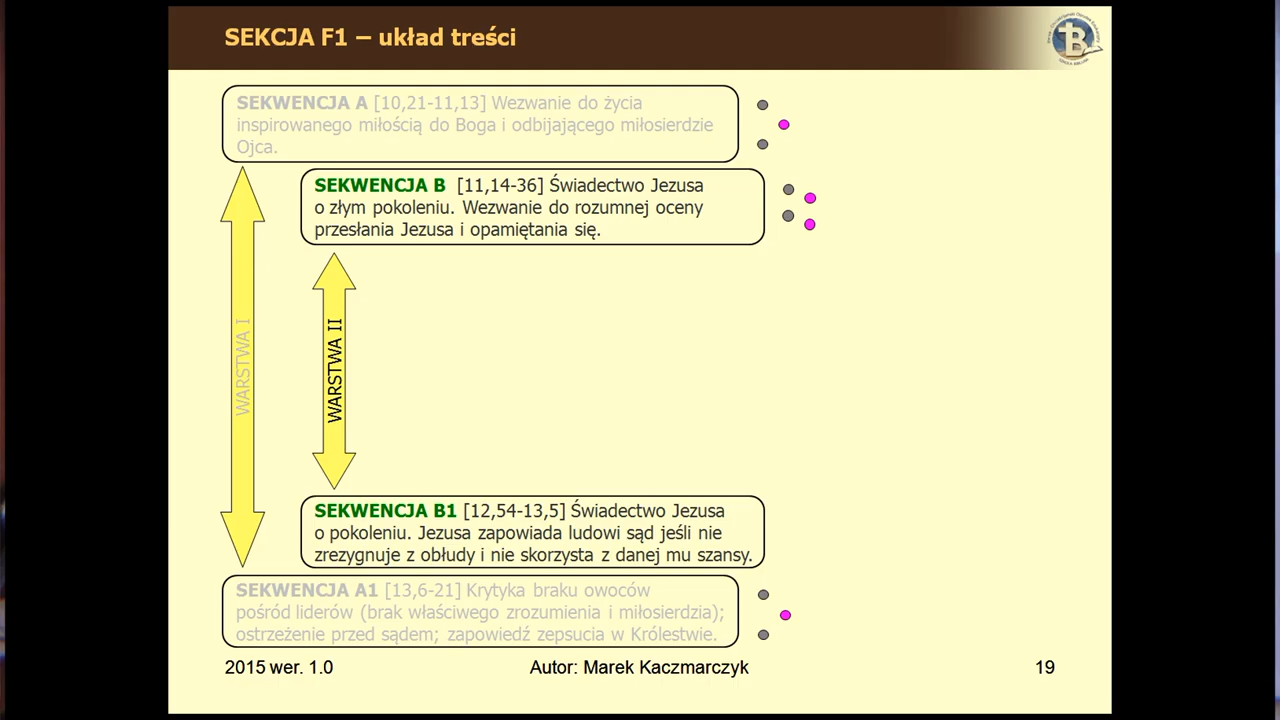 SEKCJA F1 – układ treści
SEKWENCJA A [10,21-11,13] Wezwanie do życia
inspirowanego miłością do Boga i odbijającego miłosierdzie
Ojca.
SEKWENCJA B [11,14-36] Świadectwo Jezusa
o złym pokoleniu. Wezwanie do rozumnej oceny
przesłania Jezusa i opamiętania się.
WARSTWA I
WARSTWA II
SEKWENCJA B1 [12,54-13,5] Świadectwo Jezusa
o pokoleniu. Jezusa zapowiada ludowi sąd jeśli nie
zrezygnuje z obłudy i nie skorzysta z danej mu szansy.
SEKWENCJA A1 [13,6-21] Krytyka braku owoców
pośród liderów (brak właściwego zrozumienia i miłosierdzia);
ostrzeżenie przed sądem; zapowiedź zepsucia w Królestwie.
2015 wer. 1.0
Autor: Marek Kaczmarczyk
19